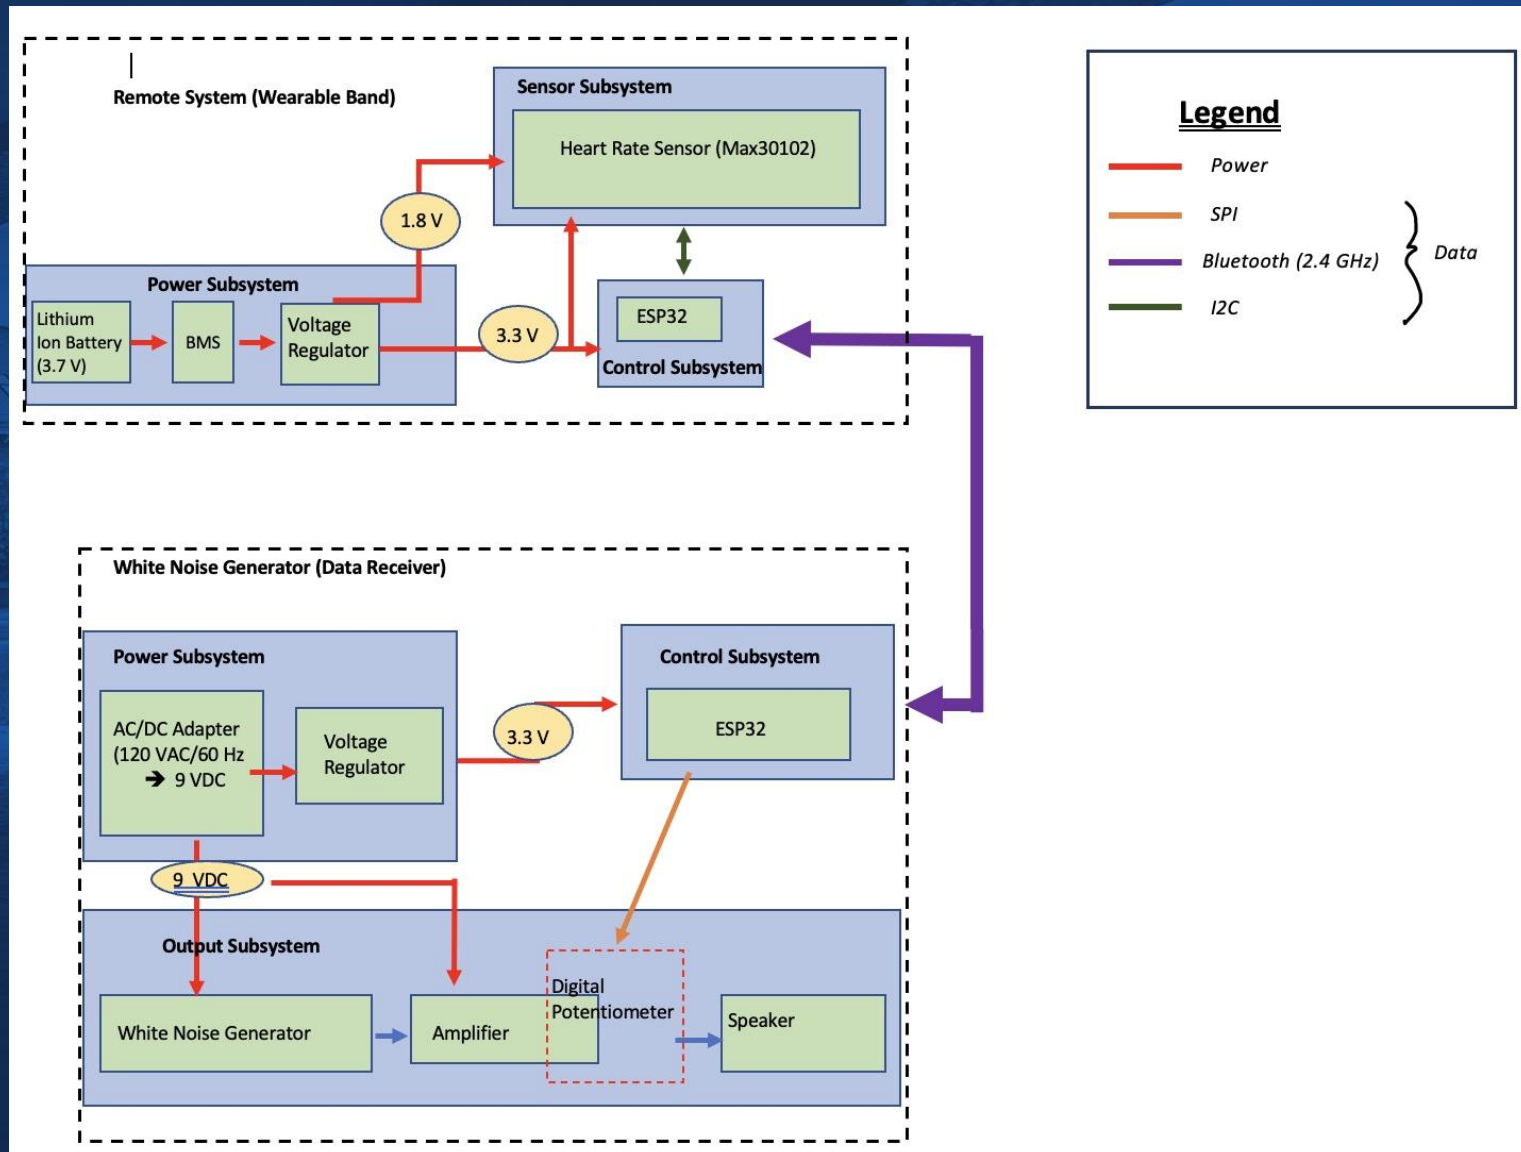 Remote System (Wearable Band)
Sensor Subsystem
Heart Rate Sensor (Max30102)
1.8 V
Power Subsystem
Lithium
Ion Battery
(3.7 V)
BMS
Voltage
Regulator
3.3 V
ESP32
Control Subsystem
Legend
Power
SPI
Bluetooth (2.4 GHz)
I2C
Data
White Noise Generator (Data Receiver)
Power Subsystem
AC/DC Adapter
(120 VAC/60 Hz
➔ 9 VDC
Voltage
Regulator
3.3 V
Control Subsystem
ESP32
9 VDC
Output Subsystem
White Noise Generator
Amplifier
Digital
Potentiometer
Speaker